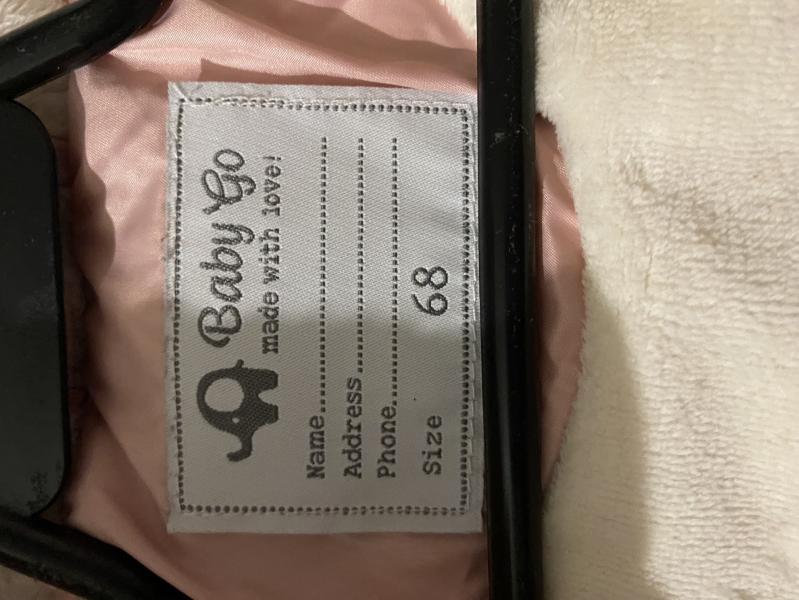 Baby Go
made with love!
Name..............................
Address..........................
Phone............................
Size 68